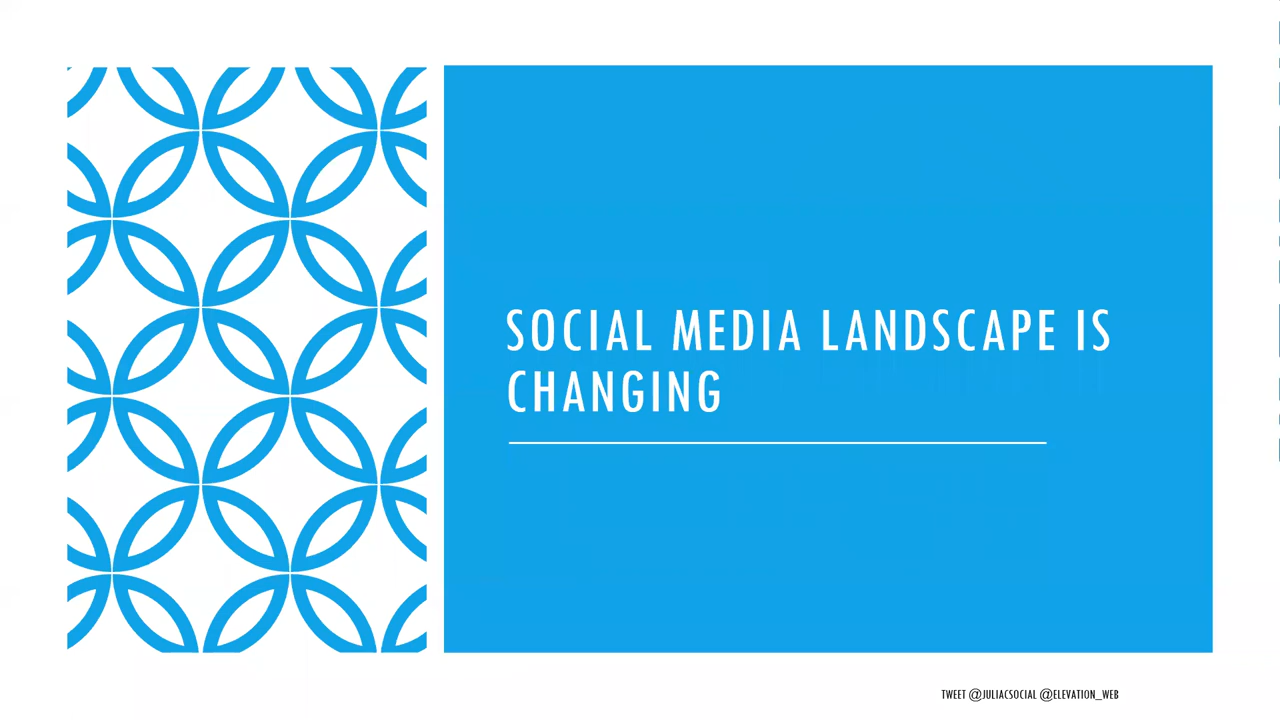 SOCIAL MEDIA LANDSCAPE IS
CHANGING
TWEET @JULIACSOCIAL @ELEVATION_WEB